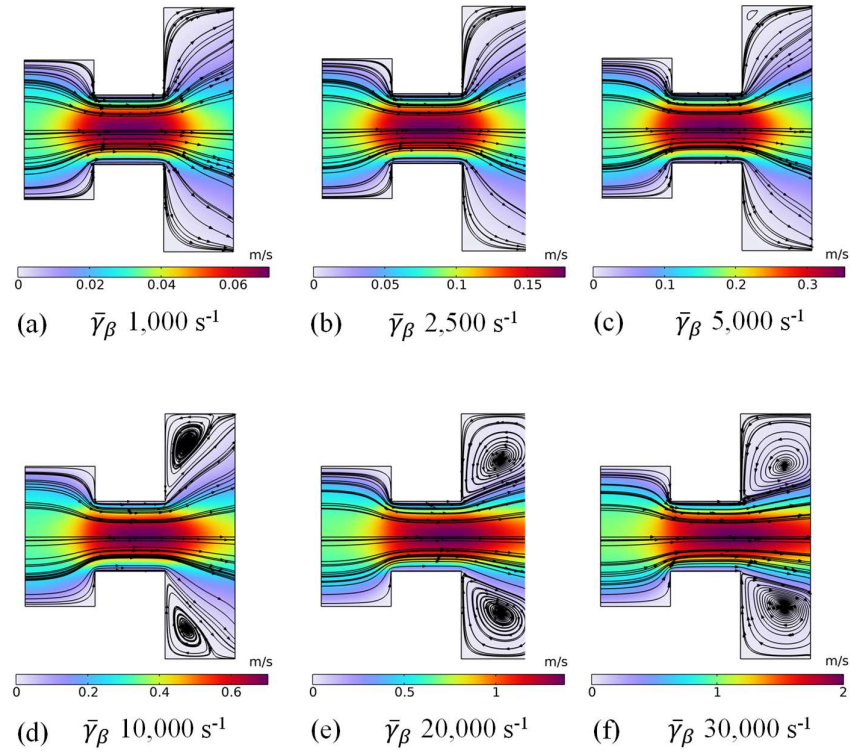 m/s m/s m/s
0 0.02 0.04 0.06 0 0.05 0.1 0.15 0 0.1 0.2 0.3
(a) γ̄β 1,000 s-1 (b) γ̄β 2,500 s-1 (c) γ̄β 5,000 s-1
m/s m/s m/s
0 0.2 0.4 0.6 0 0.5 1 0 1 2
(d) γ̄β 10,000 s-1 (e) γ̄β 20,000 s-1 (f) γ̄β 30,000 s-1